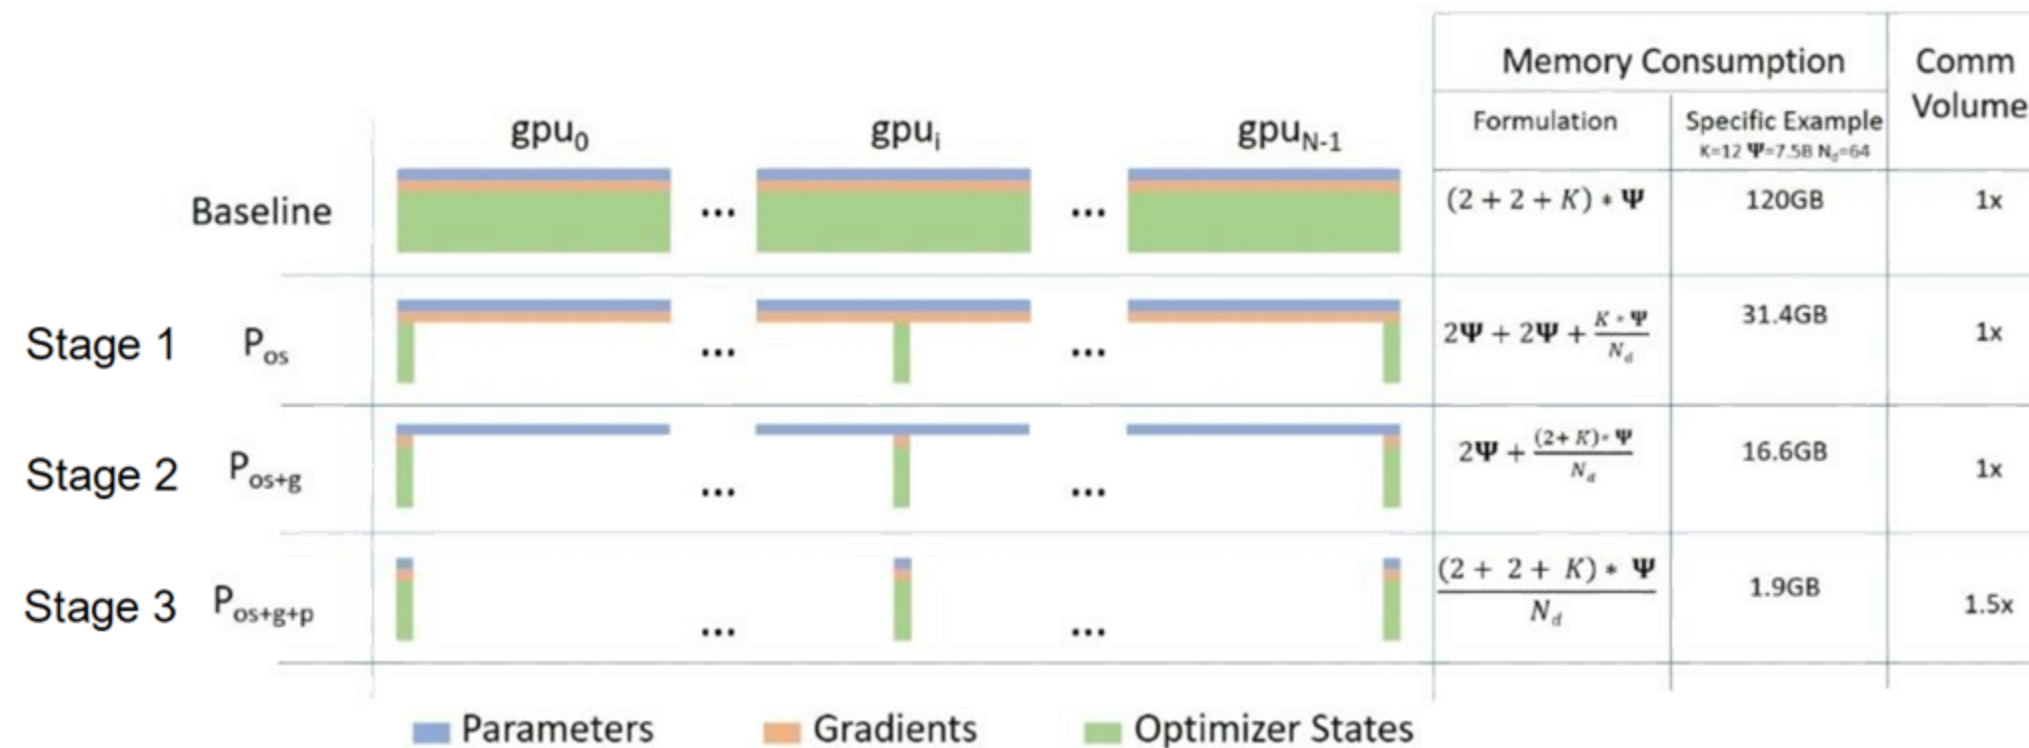 Memory Consumption
Comm Volume
gpu0 gpui gpuN-1
Formulation
Specific Example
K=12 Ψ=7.5B Nd=64
Baseline
... ...
(2 + 2 + K) * Ψ
120GB
1x
Stage 1
Pos
... ...
2Ψ + 2Ψ + K * Ψ / Nd
31.4GB
1x
Stage 2
Pos+g
... ...
2Ψ + (2+K) * Ψ / Nd
16.6GB
1x
Stage 3
Pos+g+p
... ...
(2 + 2 + K) * Ψ / Nd
1.9GB
1.5x
Parameters
Gradients
Optimizer States